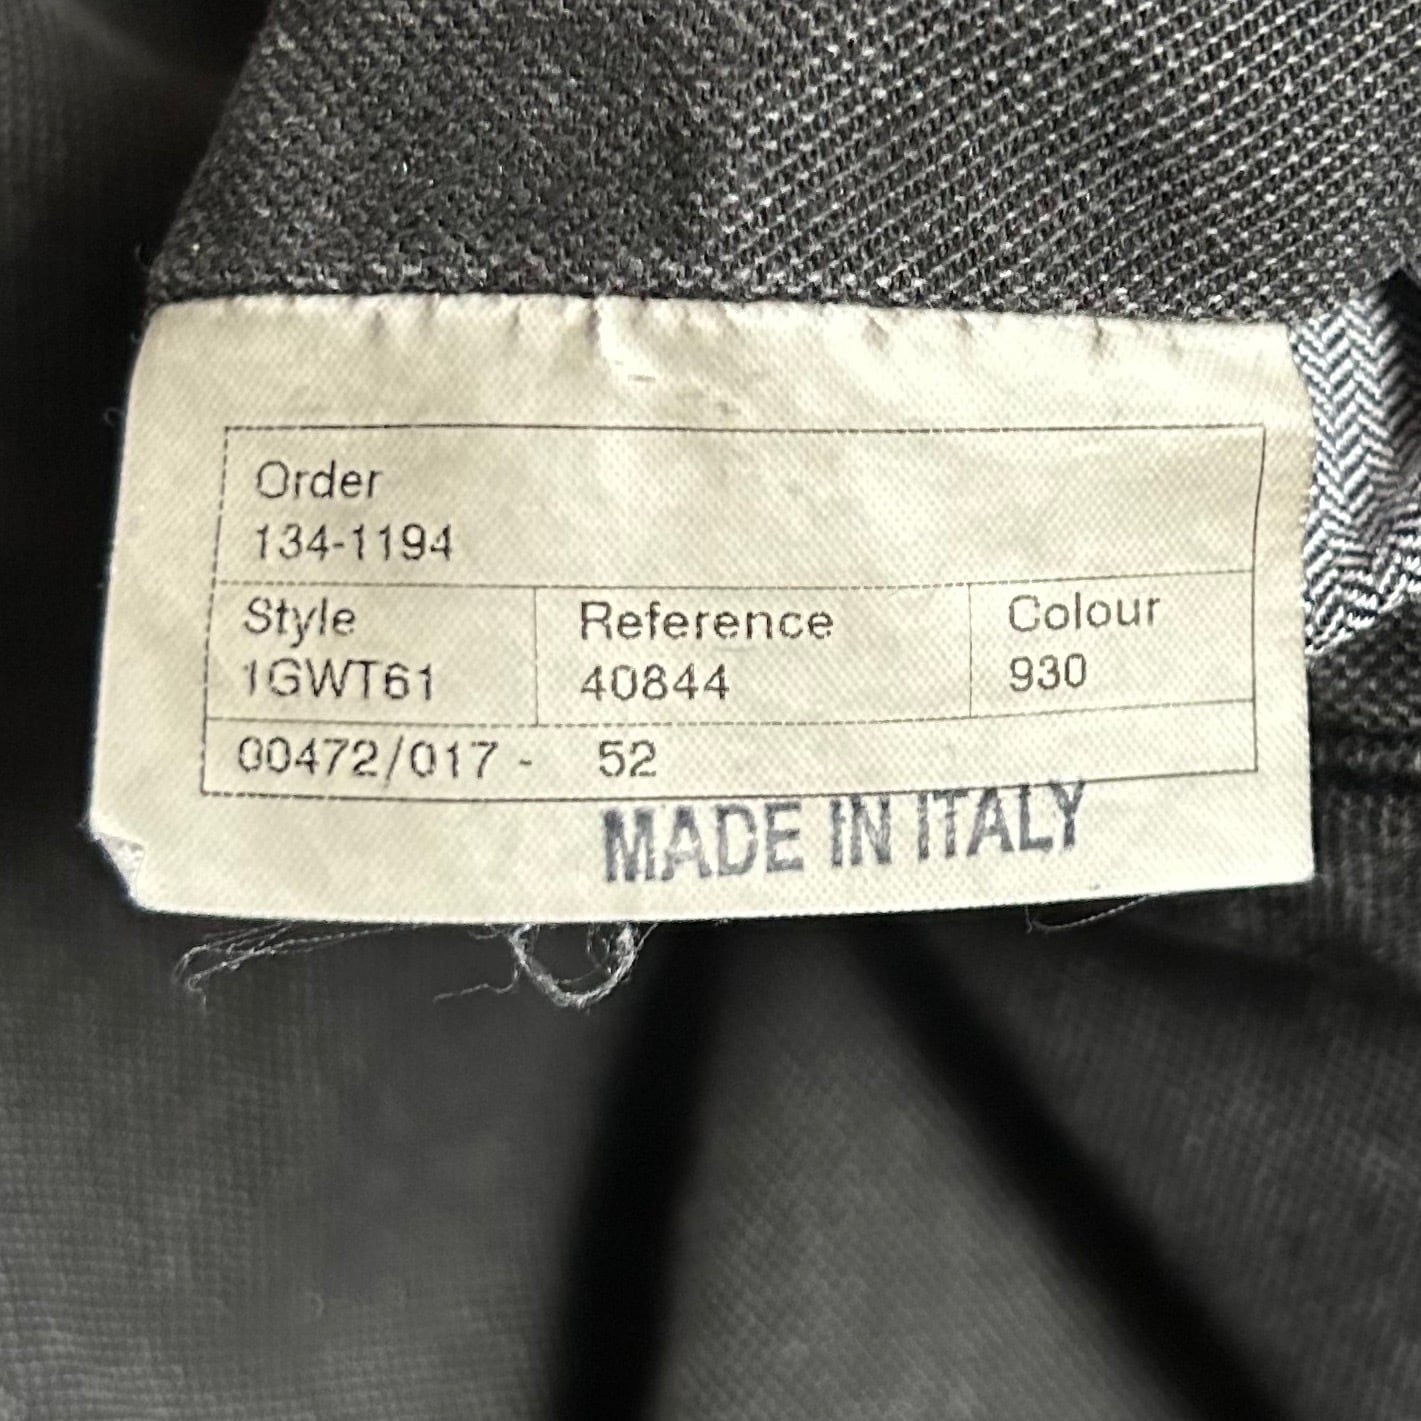 Order
134-1194
Style Reference Colour
1GWT61 40844 930
00472/017 - 52
MADE IN ITALY